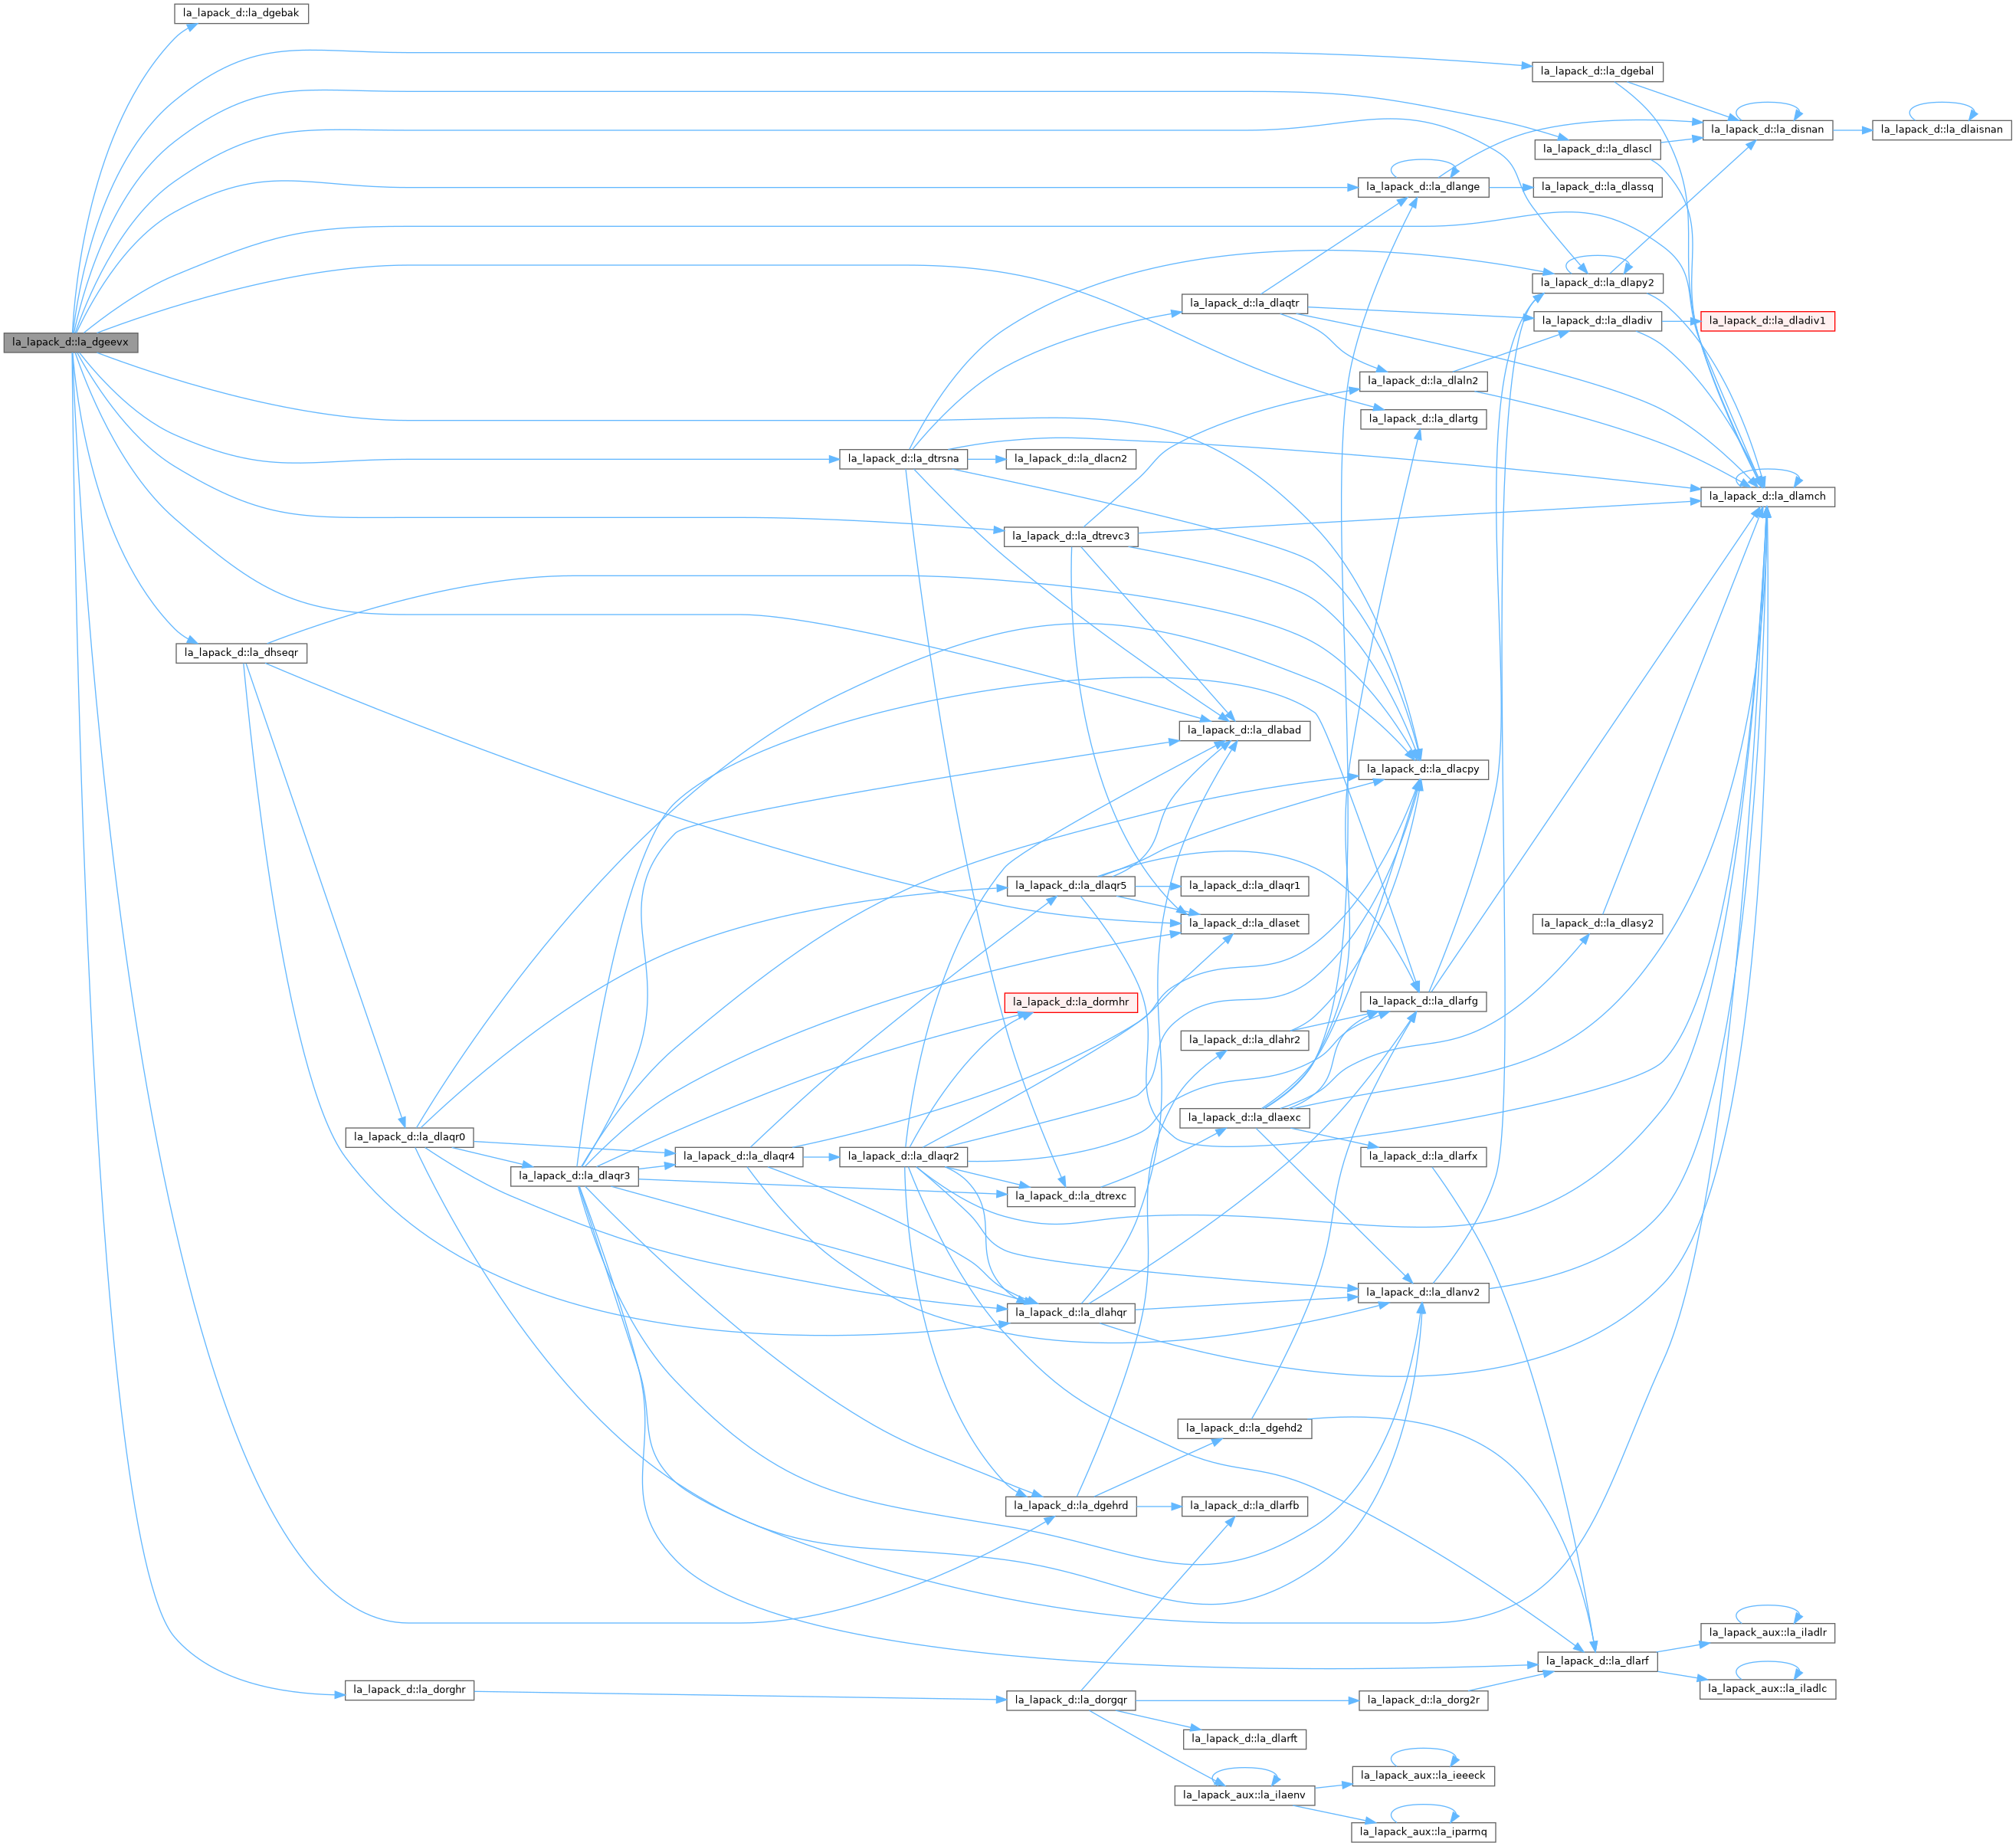 la_lapack_d::la_dgebak
la_lapack_d::la_dgebal
la_lapack_d::la_disnan
la_lapack_d::la_dlaisnan
la_lapack_d::la_dlascl
la_lapack_d::la_dlange
la_lapack_d::la_dlassq
la_lapack_d::la_dlapy2
la_lapack_d::la_dlaqtr
la_lapack_d::la_dladiv
la_lapack_d::la_dladiv1
la_lapack_d::la_dgeevx
la_lapack_d::la_dlaln2
la_lapack_d::la_dlartg
la_lapack_d::la_dtrsna
la_lapack_d::la_dlacn2
la_lapack_d::la_dlamch
la_lapack_d::la_dtrevc3
la_lapack_d::la_dhseqr
la_lapack_d::la_dlabad
la_lapack_d::la_dlacpy
la_lapack_d::la_dlaqr5
la_lapack_d::la_dlaqr1
la_lapack_d::la_dlaset
la_lapack_d::la_dlasy2
la_lapack_d::la_dormhr
la_lapack_d::la_dlarfg
la_lapack_d::la_dlahr2
la_lapack_d::la_dlaexc
la_lapack_d::la_dlaqr0
la_lapack_d::la_dlaqr4
la_lapack_d::la_dlaqr2
la_lapack_d::la_dlarfx
la_lapack_d::la_dlaqr3
la_lapack_d::la_dtrexc
la_lapack_d::la_dlanv2
la_lapack_d::la_dlahqr
la_lapack_d::la_dgehd2
la_lapack_d::la_dgehrd
la_lapack_d::la_dlarfb
la_lapack_aux::la_iladlr
la_lapack_d::la_dlarf
la_lapack_aux::la_iladlc
la_lapack_d::la_dorghr
la_lapack_d::la_dorgqr
la_lapack_d::la_dorg2r
la_lapack_d::la_dlarft
la_lapack_aux::la_ieeeck
la_lapack_aux::la_ilaenv
la_lapack_aux::la_iparmq